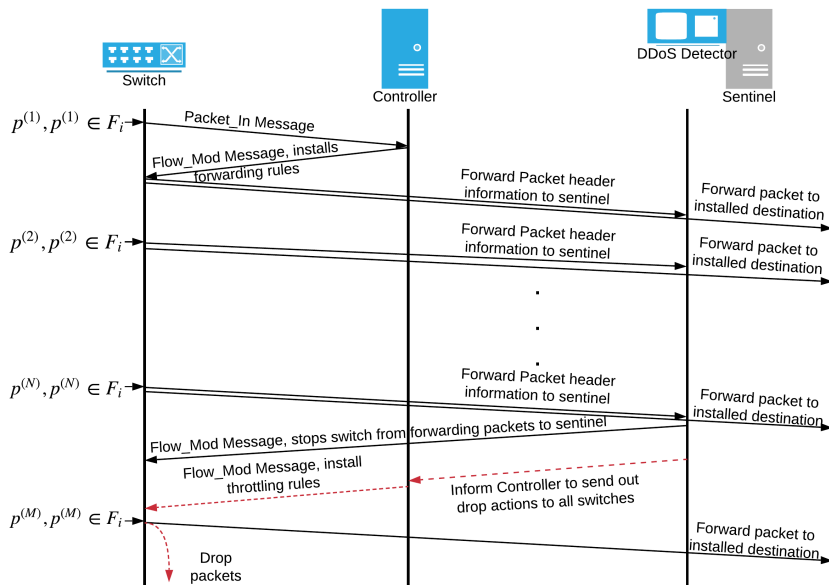 Switch
Controller
DDoS Detector
Sentinel
p^(1), p^(1) ∈ F_i
Packet_In Message
Flow_Mod Message, installs
forwarding rules
Forward Packet header
information to sentinel
Forward packet to
installed destination
p^(2), p^(2) ∈ F_i
Forward Packet header
information to sentinel
Forward packet to
installed destination
.
.
.
p^(N), p^(N) ∈ F_i
Forward Packet header
information to sentinel
Forward packet to
installed destination
Flow_Mod Message, stops switch from forwarding packets to sentinel
Flow_Mod Message, install
throttling rules
Inform Controller to send out
drop actions to all switches
p^(M), p^(M) ∈ F_i
Forward packet to
installed destination
Drop
packets